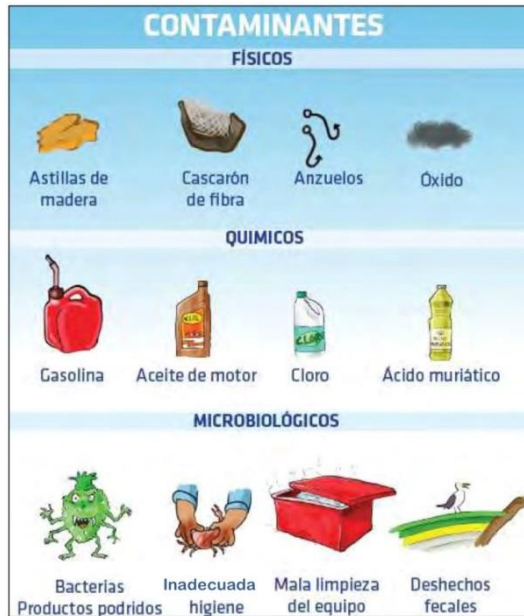 CONTAMINANTES
FÍSICOS
Astillas de
madera
Cascarón
de fibra
Anzuelos
Óxido
QUIMICOS
CLORO
Gasolina
Aceite de motor
Cloro
Ácido muriático
MICROBIOLÓGICOS
Bacterias
Productos podridos
Inadecuada
higiene
Mala limpieza
del equipo
Deshechos
fecales